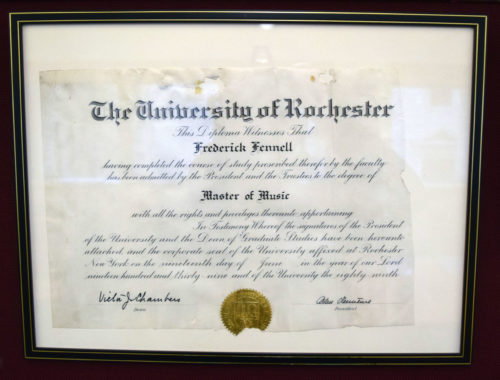 The University of Rochester
This Diploma Witnesses That
Frederick Fennell
having completed the course of study prescribed therefor by the faculty
has been admitted by the President and the Trustees to the degree of
Master of Music
with all the rights and privileges thereunto appertaining
In Testimony Whereof the signatures of the President
of the University and the Dean of Graduate Studies have been hereunto
attached, and the corporate seal of the University affixed at Rochester
New York on the nineteenth day of June in the year of our Lord
nineteen hundred and thirty-nine and of the University the eighty-ninth.
Victor J. Chambers
Dean
President